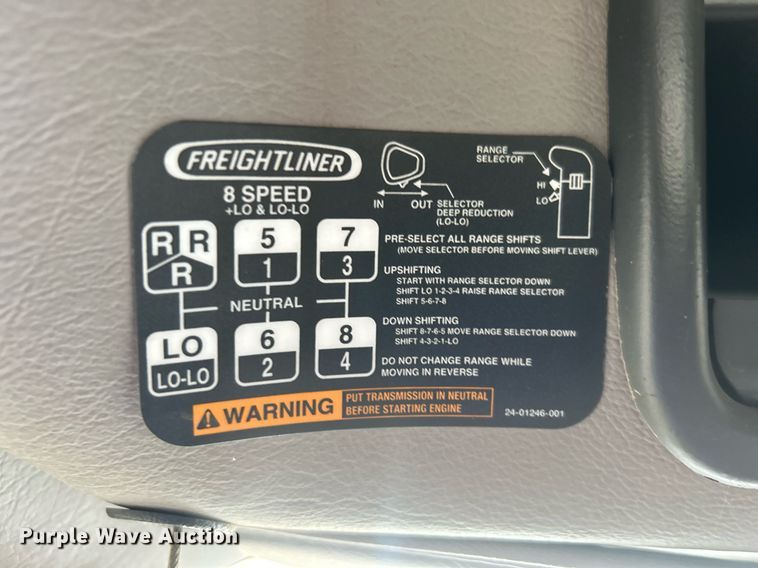 FREIGHTLINER
8 SPEED
+LO & LO-LO
R R
R
5
1
7
3
NEUTRAL
LO
LO-LO
6
2
8
4
IN OUT
SELECTOR
DEEP REDUCTION
(LO-LO)
RANGE
SELECTOR
HI
LO
PRE-SELECT ALL RANGE SHIFTS
(MOVE SELECTOR BEFORE MOVING SHIFT LEVER)
UPSHIFTING
START WITH RANGE SELECTOR DOWN
SHIFT LO 1-2-3-4 RAISE RANGE SELECTOR
SHIFT 5-6-7-8
DOWN SHIFTING
SHIFT 8-7-6-5 MOVE RANGE SELECTOR DOWN
SHIFT 4-3-2-1-LO
DO NOT CHANGE RANGE WHILE
MOVING IN REVERSE
WARNING
PUT TRANSMISSION IN NEUTRAL
BEFORE STARTING ENGINE
24-01246-001
Purple Wave Auction